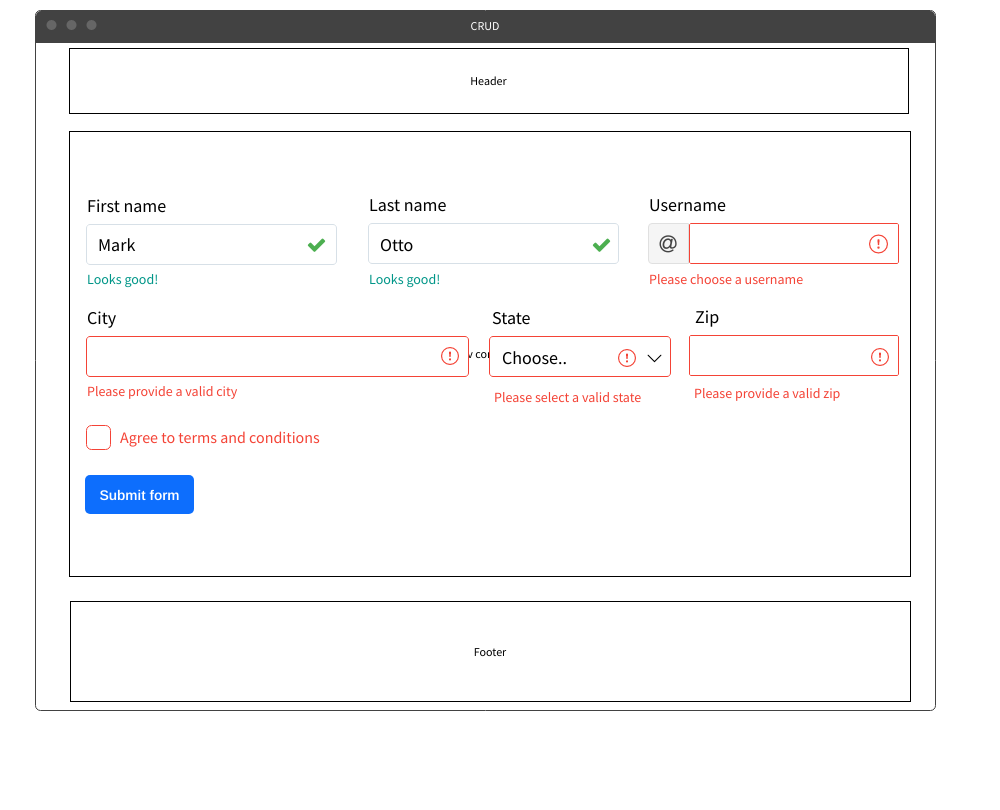 CRUD
Header
First name
Last name
Username
Mark
Otto
@
Looks good!
Looks good!
Please choose a username
City
State
Zip
Choose..
Please provide a valid city
Please select a valid state
Please provide a valid zip
Agree to terms and conditions
Submit form
Footer